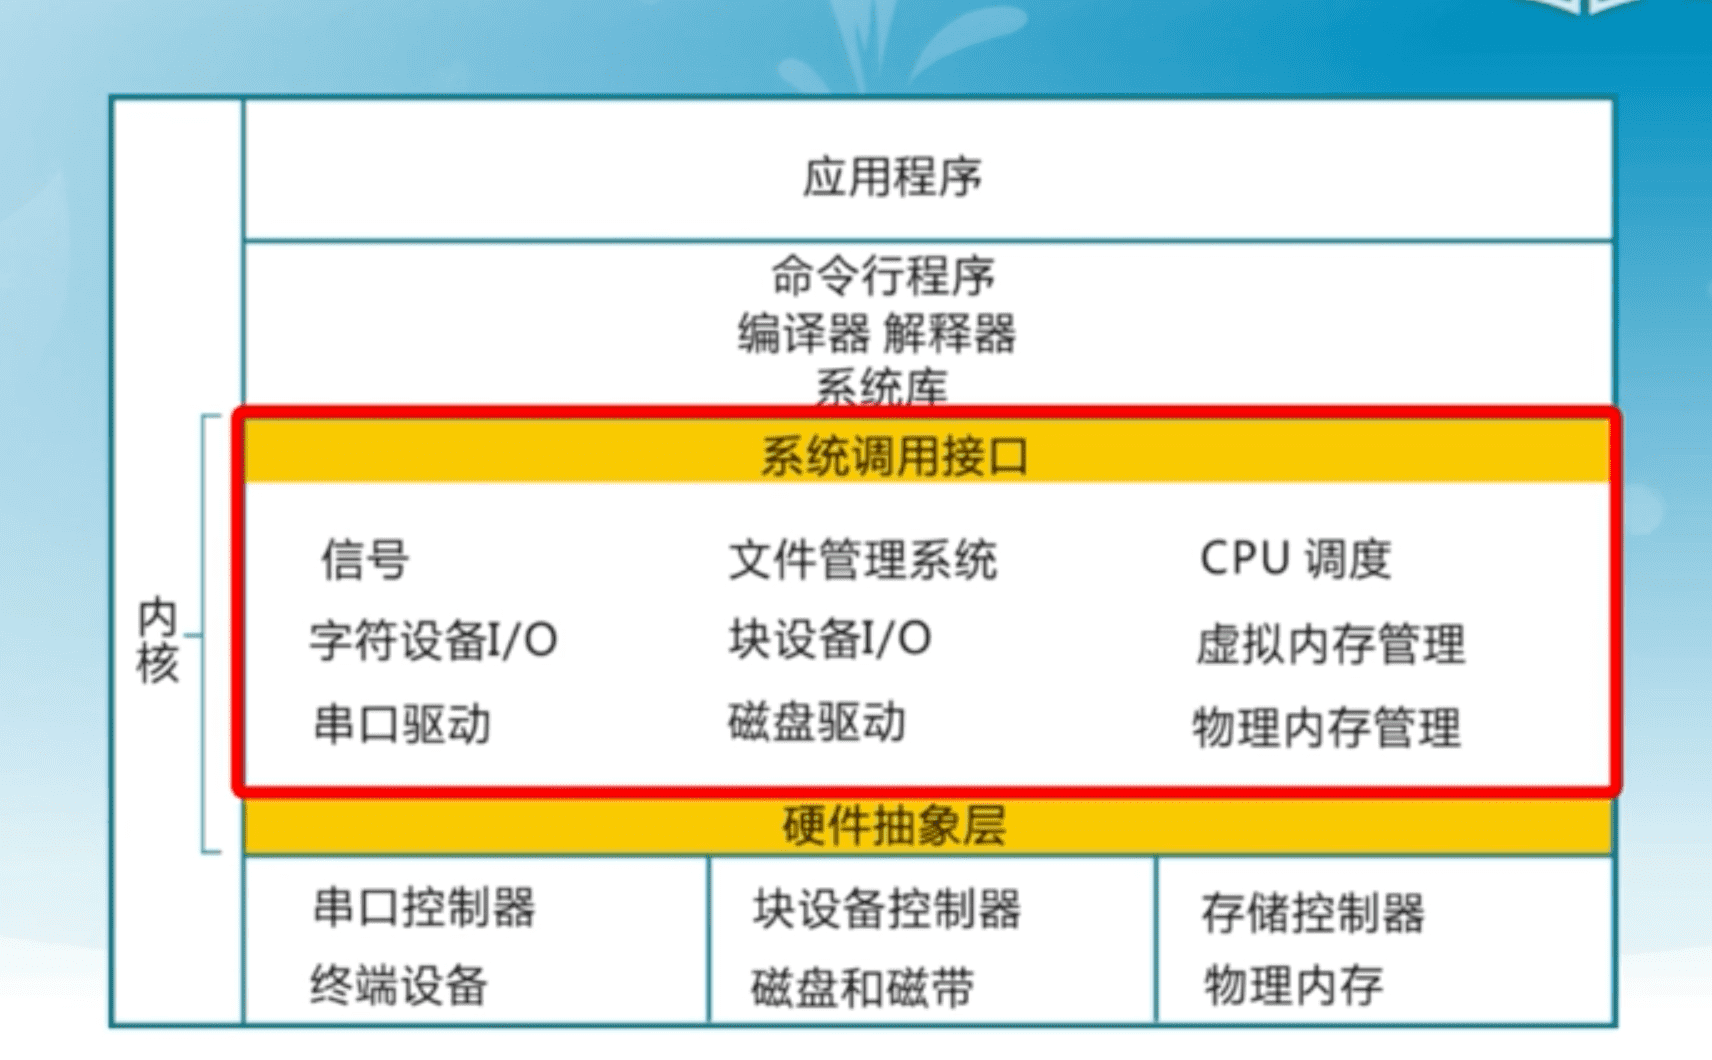 应用程序
命令行程序
编译器 解释器
系统库
系统调用接口
信号 文件管理系统 CPU 调度
字符设备I/O 块设备I/O 虚拟内存管理
串口驱动 磁盘驱动 物理内存管理
内核
硬件抽象层
串口控制器 块设备控制器 存储控制器
终端设备 磁盘和磁带 物理内存